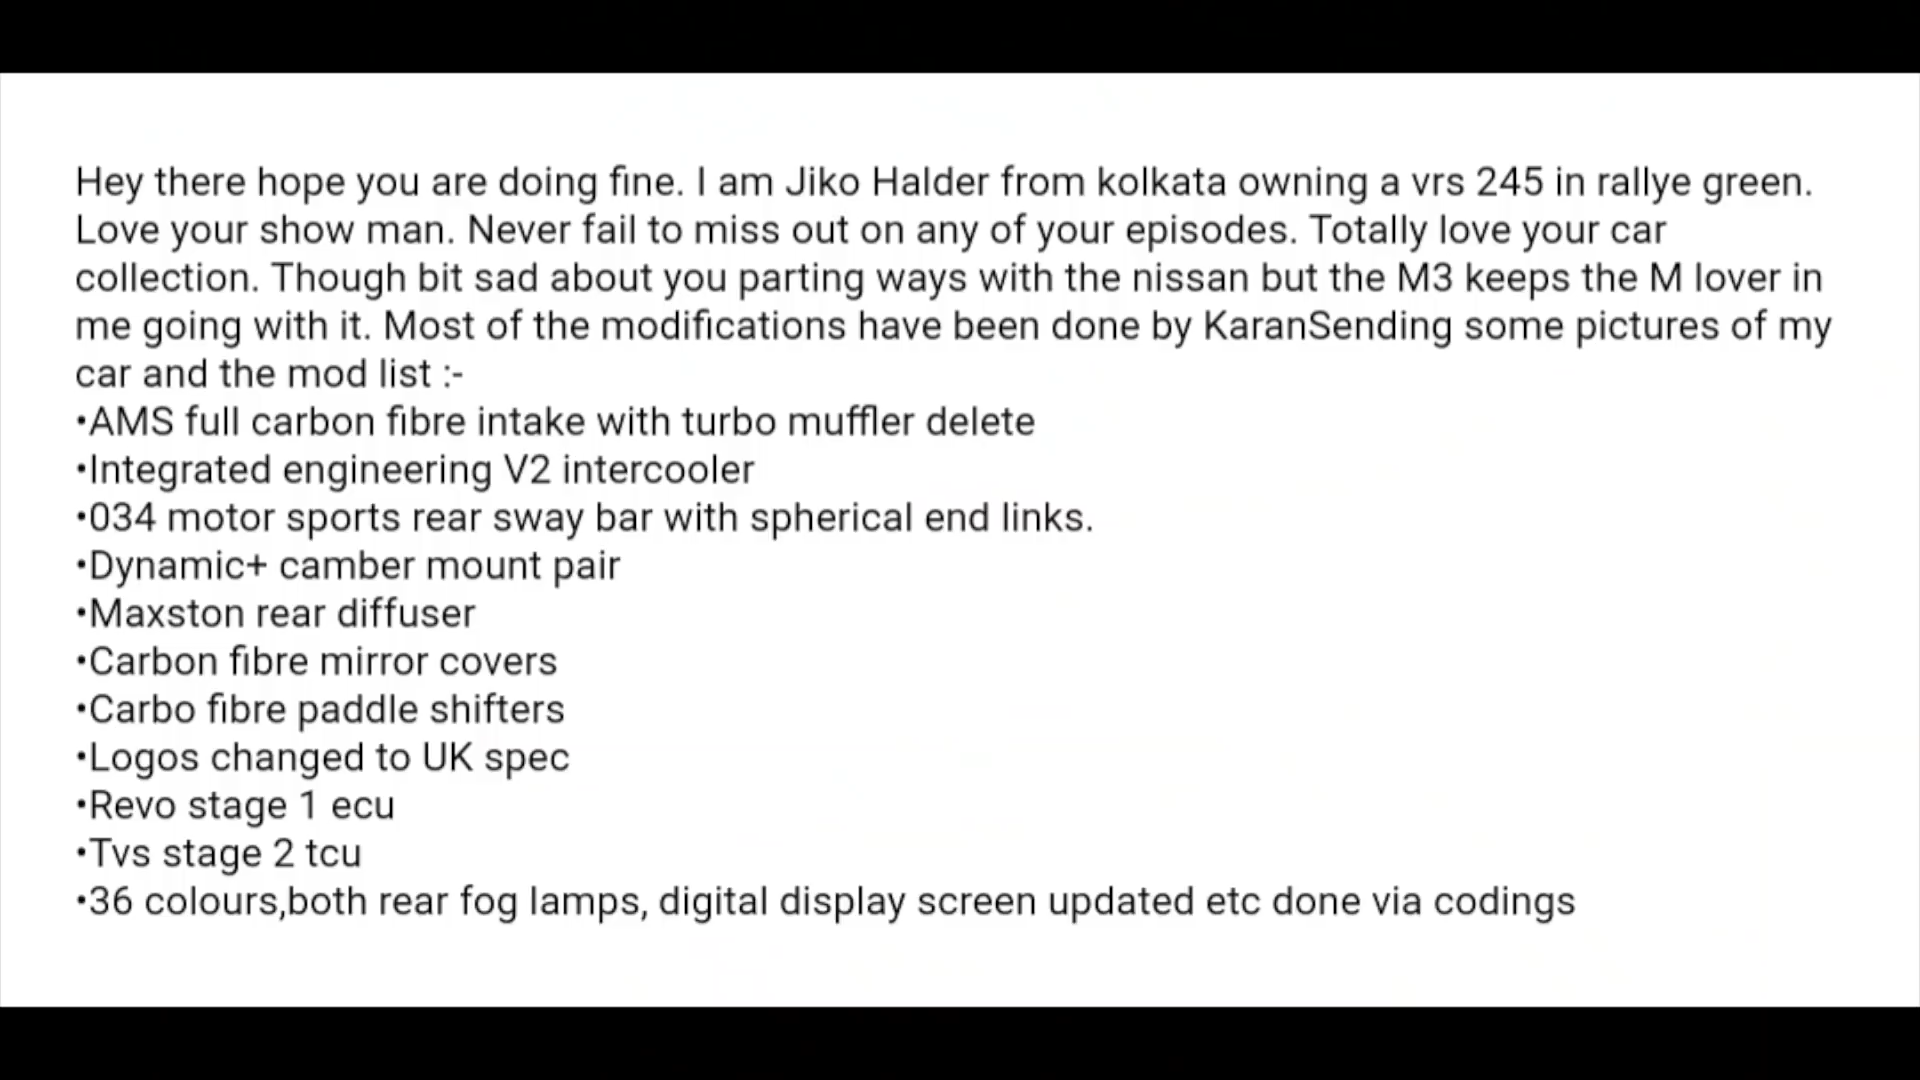 Hey there hope you are doing fine. I am Jiko Halder from kolkata owning a vrs 245 in rallye green.
Love your show man. Never fail to miss out on any of your episodes. Totally love your car
collection. Though bit sad about you parting ways with the nissan but the M3 keeps the M lover in
me going with it. Most of the modifications have been done by KaranSending some pictures of my
car and the mod list :-
•AMS full carbon fibre intake with turbo muffler delete
•Integrated engineering V2 intercooler
•034 motor sports rear sway bar with spherical end links.
•Dynamic+ camber mount pair
•Maxston rear diffuser
•Carbon fibre mirror covers
•Carbo fibre paddle shifters
•Logos changed to UK spec
•Revo stage 1 ecu
•Tvs stage 2 tcu
•36 colours,both rear fog lamps, digital display screen updated etc done via codings